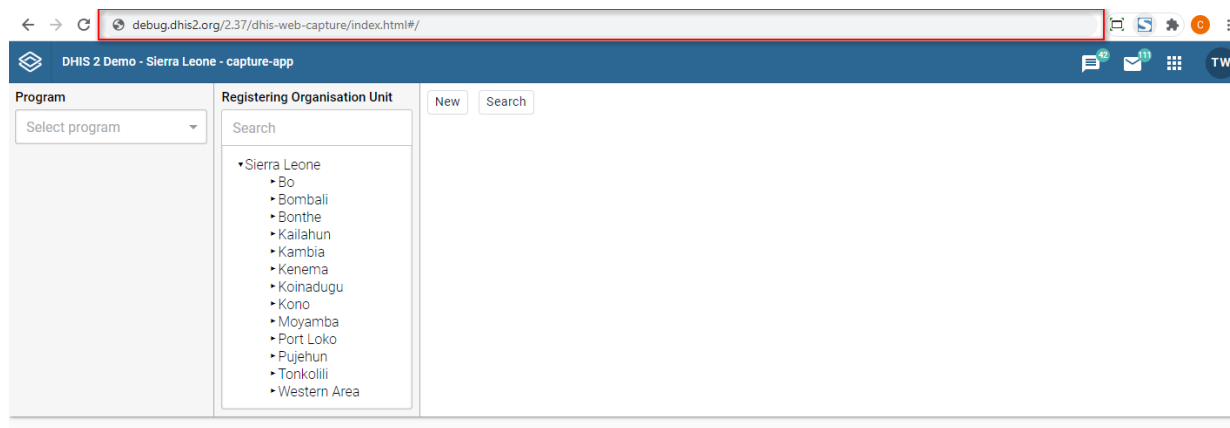 debug.dhis2.org/2.37/dhis-web-capture/index.html#/
S
C
DHIS 2 Demo - Sierra Leone - capture-app
42
111
TW
Program
Registering Organisation Unit
New
Search
Select program
Search
Sierra Leone
Bo
Bombali
Bonthe
Kailahun
Kambia
Kenema
Koinadugu
Kono
Moyamba
Port Loko
Pujehun
Tonkolili
Western Area